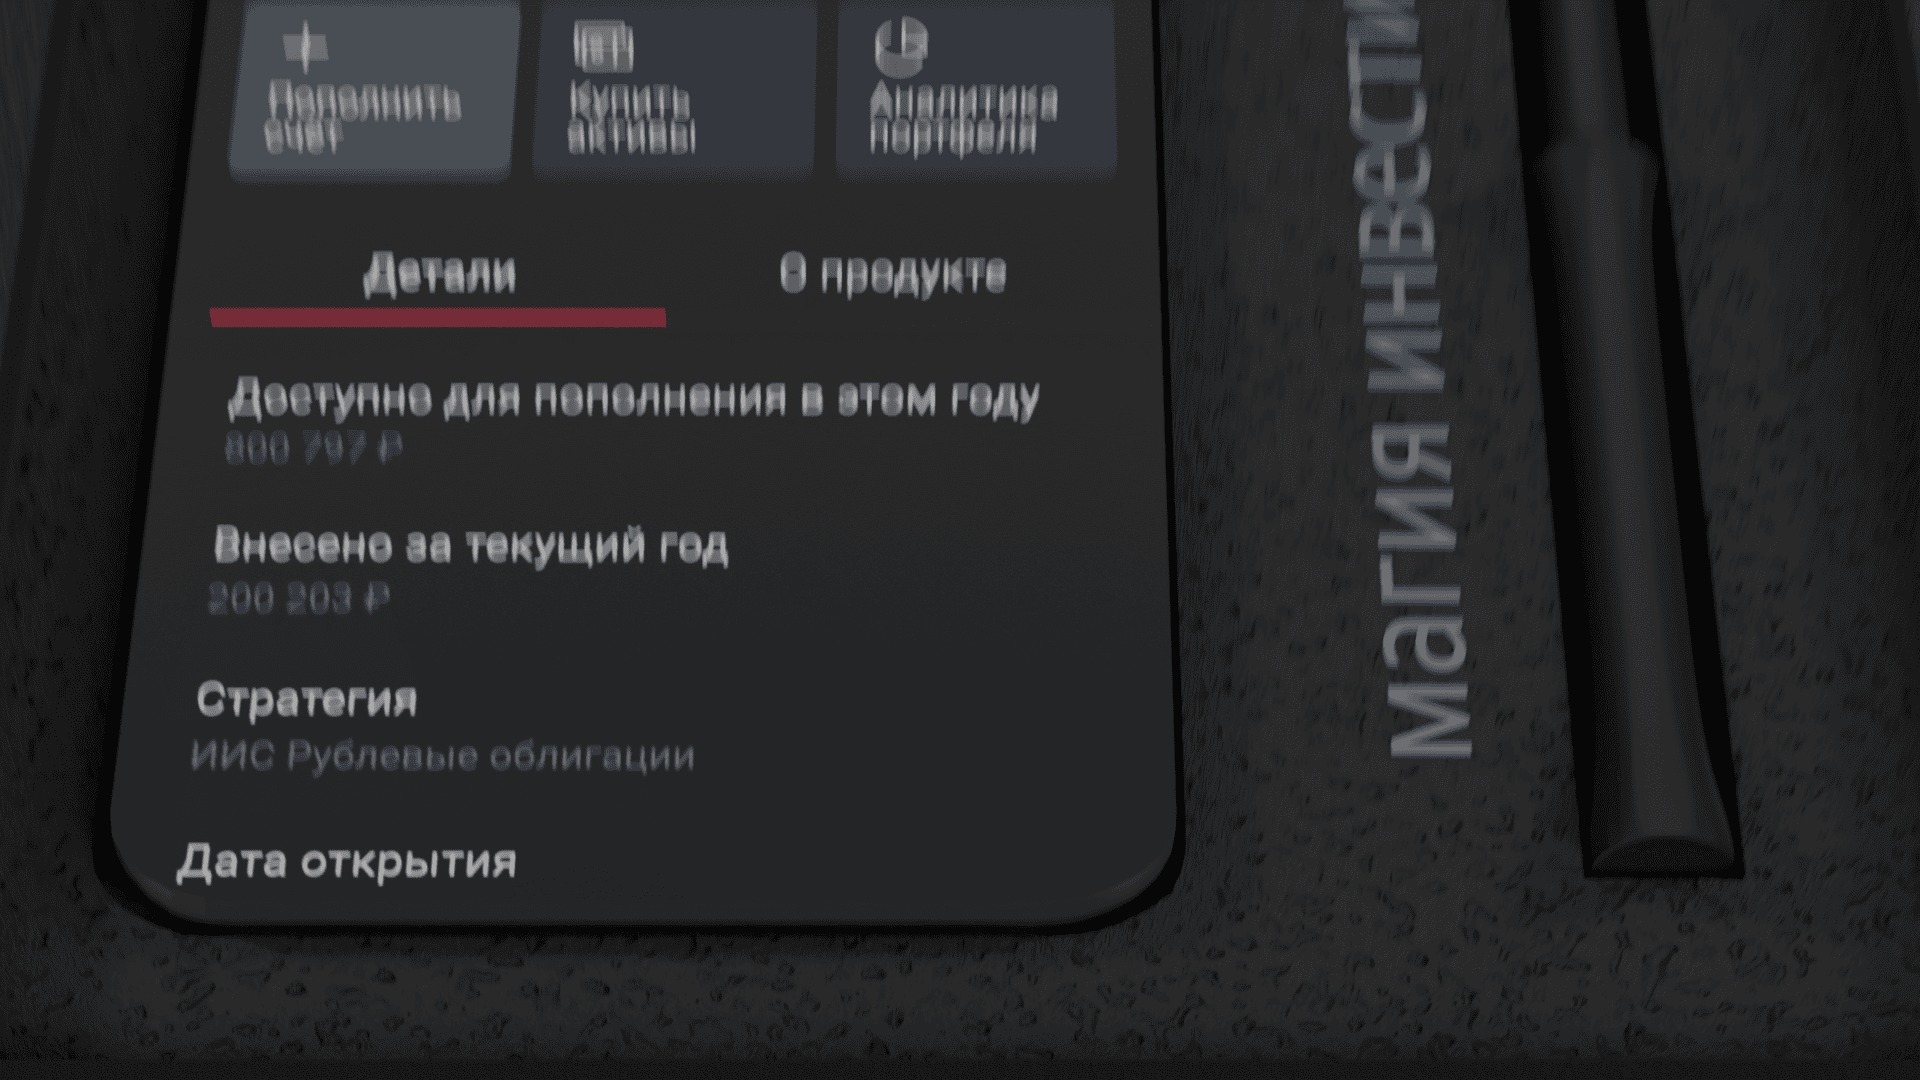 Пополнить
счёт
Купить
активы
Аналитика
портфеля
Детали
О продукте
Доступно для пополнения в этом году
800 797 ₽
Внесено за текущий год
200 203 ₽
Стратегия
ИИС Рублевые облигации
Дата открытия
магия инвести